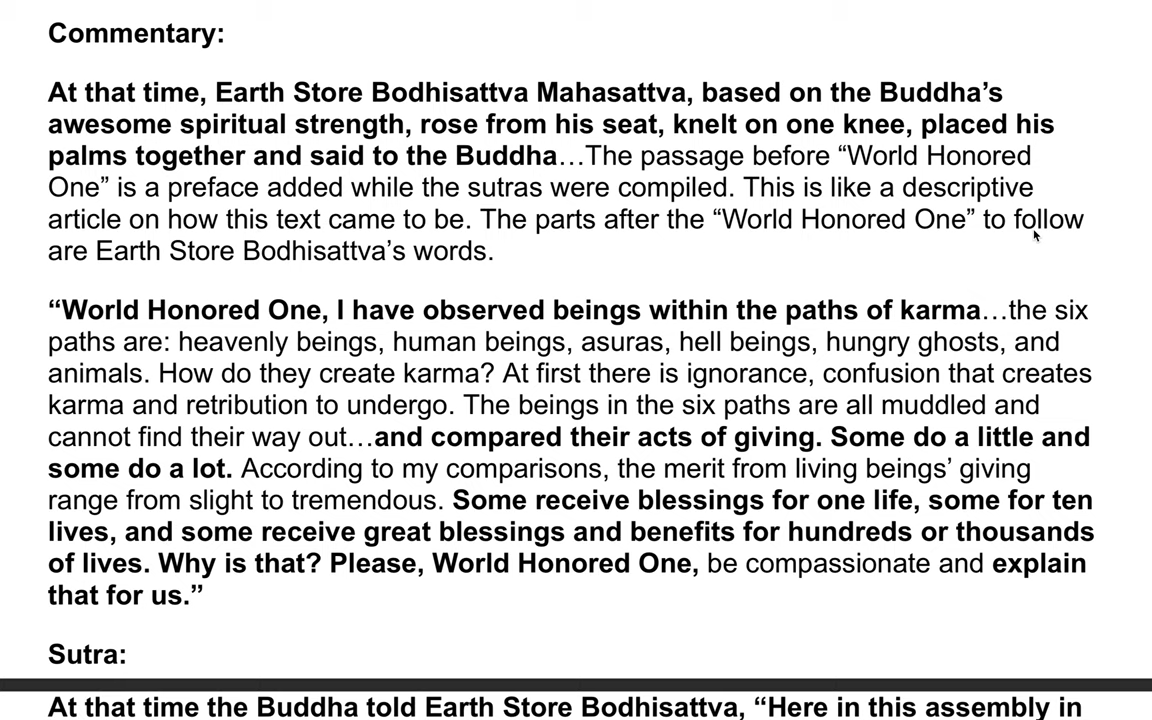 Commentary:
At that time, Earth Store Bodhisattva Mahasattva, based on the Buddha’s
awesome spiritual strength, rose from his seat, knelt on one knee, placed his
palms together and said to the Buddha…The passage before “World Honored
One” is a preface added while the sutras were compiled. This is like a descriptive
article on how this text came to be. The parts after the “World Honored One” to follow
are Earth Store Bodhisattva’s words.
“World Honored One, I have observed beings within the paths of karma…the six
paths are: heavenly beings, human beings, asuras, hell beings, hungry ghosts, and
animals. How do they create karma? At first there is ignorance, confusion that creates
karma and retribution to undergo. The beings in the six paths are all muddled and
cannot find their way out…and compared their acts of giving. Some do a little and
some do a lot. According to my comparisons, the merit from living beings’ giving
range from slight to tremendous. Some receive blessings for one life, some for ten
lives, and some receive great blessings and benefits for hundreds or thousands
of lives. Why is that? Please, World Honored One, be compassionate and explain
that for us.”
Sutra:
At that time the Buddha told Earth Store Bodhisattva, “Here in this assembly in